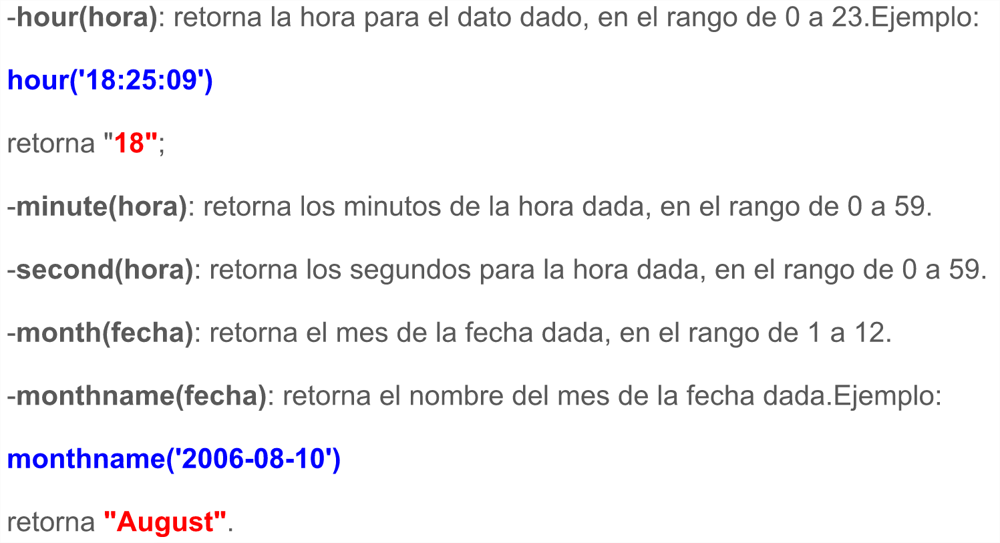 -hour(hora): retorna la hora para el dato dado, en el rango de 0 a 23.Ejemplo:
hour('18:25:09')
retorna "18";
-minute(hora): retorna los minutos de la hora dada, en el rango de 0 a 59.
-second(hora): retorna los segundos para la hora dada, en el rango de 0 a 59.
-month(fecha): retorna el mes de la fecha dada, en el rango de 1 a 12.
-monthname(fecha): retorna el nombre del mes de la fecha dada.Ejemplo:
monthname('2006-08-10')
retorna "August".